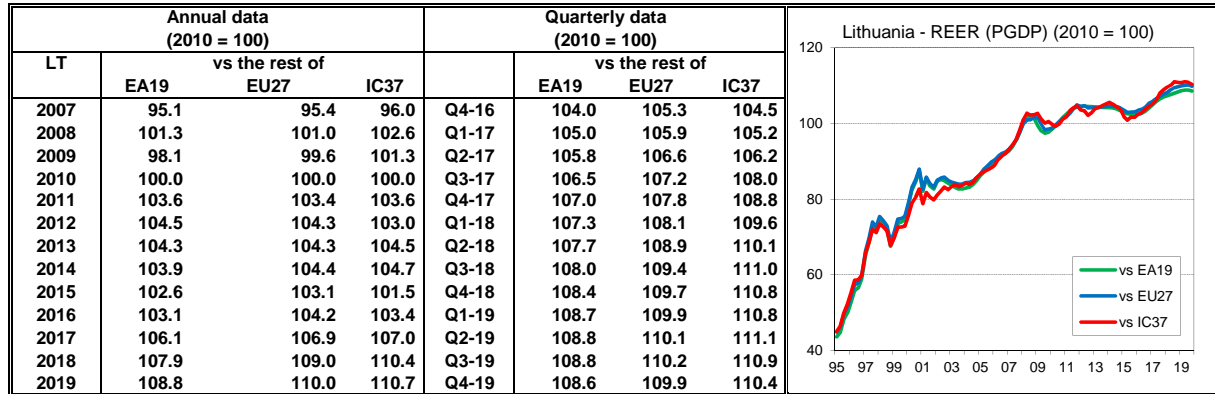 Annual data Quarterly data
(2010 = 100) (2010 = 100)
LT vs the rest of vs the rest of
EA19 EU27 IC37 EA19 EU27 IC37
2007 95.1 95.4 96.0 Q4-16 104.0 105.3 104.5
2008 101.3 101.0 102.6 Q1-17 105.0 105.9 105.2
2009 98.1 99.6 101.3 Q2-17 105.8 106.6 106.2
2010 100.0 100.0 100.0 Q3-17 106.5 107.2 108.0
2011 103.6 103.4 103.6 Q4-17 107.0 107.8 108.8
2012 104.5 104.3 103.0 Q1-18 107.3 108.1 109.6
2013 104.3 104.3 104.5 Q2-18 107.7 108.9 110.1
2014 103.9 104.4 104.7 Q3-18 108.0 109.4 111.0
2015 102.6 103.1 101.5 Q4-18 108.4 109.7 110.8
2016 103.1 104.2 103.4 Q1-19 108.7 109.9 110.8
2017 106.1 106.9 107.0 Q2-19 108.8 110.1 111.1
2018 107.9 109.0 110.4 Q3-19 108.8 110.2 110.9
2019 108.8 110.0 110.7 Q4-19 108.6 109.9 110.4
Lithuania - REER (PGDP) (2010 = 100)
120
100
80
60
40
vs EA19
vs EU27
vs IC37
95 97 99 01 03 05 07 09 11 13 15 17 19